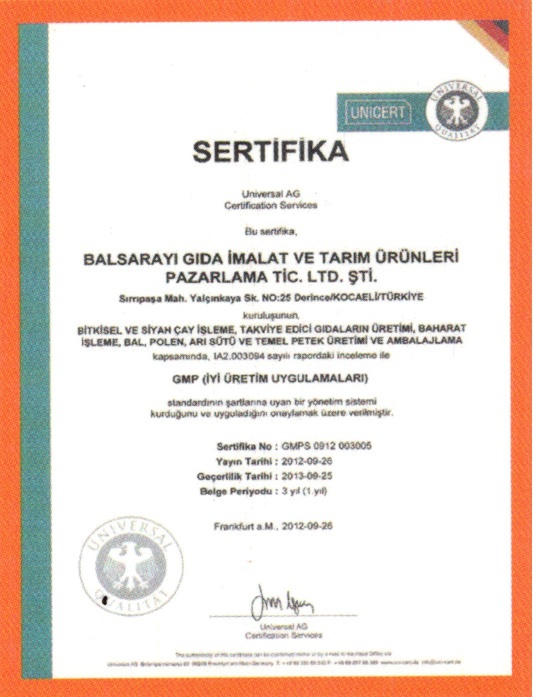 UNICERT
UNIVERSAL
QUALITÄT
SERTİFİKA
Universal AG
Certification Services
Bu sertifika,
BALSARAYI GIDA İMALAT VE TARIM ÜRÜNLERİ
PAZARLAMA TİC. LTD. ŞTİ.
Sırrıpaşa Mah. Yalçınkaya Sk. NO:25 Derince/KOCAELİ/TÜRKİYE
kuruluşunun,
BİTKİSEL VE SİYAH ÇAY İŞLEME, TAKVİYE EDİCİ GIDALARIN ÜRETİMİ, BAHARAT
İŞLEME, BAL, POLEN, ARI SÜTÜ VE TEMEL PETEK ÜRETİMİ VE AMBALAJLAMA
kapsamında, IA2.003094 sayılı rapordaki inceleme ile
GMP (İYİ ÜRETİM UYGULAMALARI)
standardının şartlarına uyan bir yönetim sistemi
kurduğunu ve uyguladığını onaylamak üzere verilmiştir.
Sertifika No : GMPS 0912 003005
Yayın Tarihi : 2012-09-26
Geçerlilik Tarihi : 2013-09-25
Belge Periyodu : 3 yıl (1.yıl)
Frankfurt a.M., 2012-09-26
UNIVERSAL
QUALITÄT
Universal AG
Certification Services